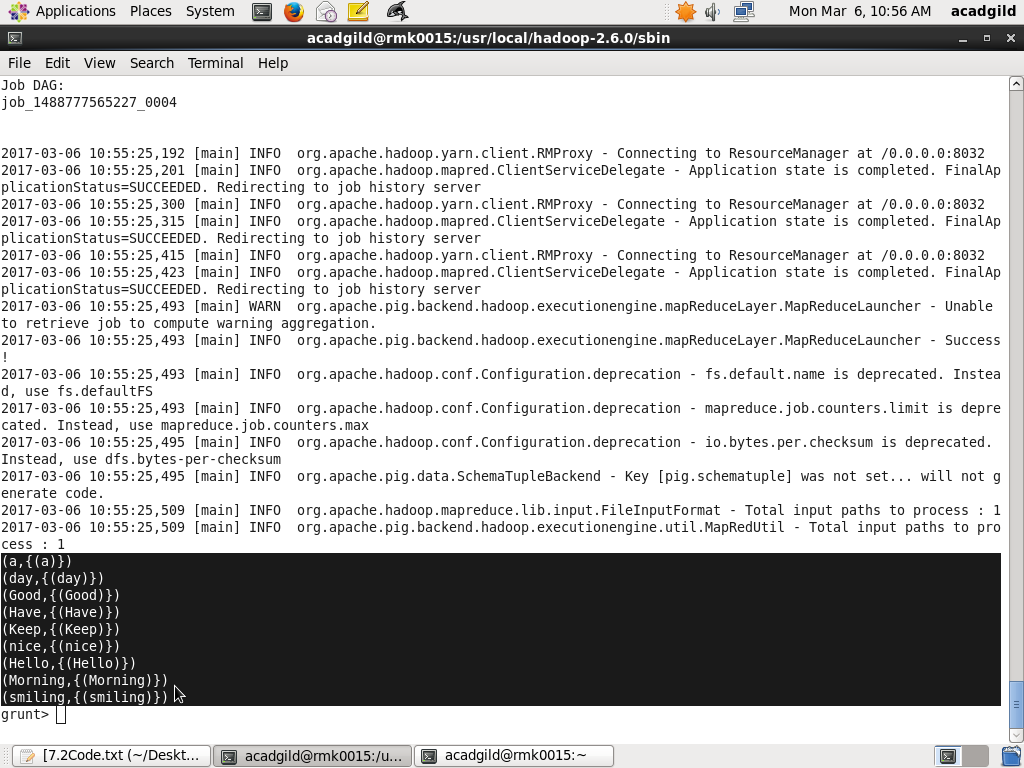 Applications Places System Mon Mar 6, 10:56 AM acadgild
acadgild@rmk0015:/usr/local/hadoop-2.6.0/sbin
File Edit View Search Terminal Help
Job DAG:
job_1488777565227_0004
2017-03-06 10:55:25,192 [main] INFO  org.apache.hadoop.yarn.client.RMProxy - Connecting to ResourceManager at /0.0.0.0:8032
2017-03-06 10:55:25,201 [main] INFO  org.apache.hadoop.mapred.ClientServiceDelegate - Application state is completed. FinalAp
plicationStatus=SUCCEEDED. Redirecting to job history server
2017-03-06 10:55:25,300 [main] INFO  org.apache.hadoop.yarn.client.RMProxy - Connecting to ResourceManager at /0.0.0.0:8032
2017-03-06 10:55:25,315 [main] INFO  org.apache.hadoop.mapred.ClientServiceDelegate - Application state is completed. FinalAp
plicationStatus=SUCCEEDED. Redirecting to job history server
2017-03-06 10:55:25,415 [main] INFO  org.apache.hadoop.yarn.client.RMProxy - Connecting to ResourceManager at /0.0.0.0:8032
2017-03-06 10:55:25,423 [main] INFO  org.apache.hadoop.mapred.ClientServiceDelegate - Application state is completed. FinalAp
plicationStatus=SUCCEEDED. Redirecting to job history server
2017-03-06 10:55:25,493 [main] WARN  org.apache.pig.backend.hadoop.executionengine.mapReduceLayer.MapReduceLauncher - Unable
to retrieve job to compute warning aggregation.
2017-03-06 10:55:25,493 [main] INFO  org.apache.pig.backend.hadoop.executionengine.mapReduceLayer.MapReduceLauncher - Success
!
2017-03-06 10:55:25,493 [main] INFO  org.apache.hadoop.conf.Configuration.deprecation - fs.default.name is deprecated. Instea
d, use fs.defaultFS
2017-03-06 10:55:25,493 [main] INFO  org.apache.hadoop.conf.Configuration.deprecation - mapreduce.job.counters.limit is depre
cated. Instead, use mapreduce.job.counters.max
2017-03-06 10:55:25,495 [main] INFO  org.apache.hadoop.conf.Configuration.deprecation - io.bytes.per.checksum is deprecated.
Instead, use dfs.bytes-per-checksum
2017-03-06 10:55:25,495 [main] INFO  org.apache.pig.data.SchemaTupleBackend - Key [pig.schematuple] was not set... will not g
enerate code.
2017-03-06 10:55:25,509 [main] INFO  org.apache.hadoop.mapreduce.lib.input.FileInputFormat - Total input paths to process : 1
2017-03-06 10:55:25,509 [main] INFO  org.apache.pig.backend.hadoop.executionengine.util.MapRedUtil - Total input paths to pro
cess : 1
(a,{(a)})
(day,{(day)})
(Good,{(Good)})
(Have,{(Have)})
(Keep,{(Keep)})
(nice,{(nice)})
(Hello,{(Hello)})
(Morning,{(Morning)})
(smiling,{(smiling)})
grunt>
[7.2Code.txt (~/Deskt... acadgild@rmk0015:/u... acadgild@rmk0015:~